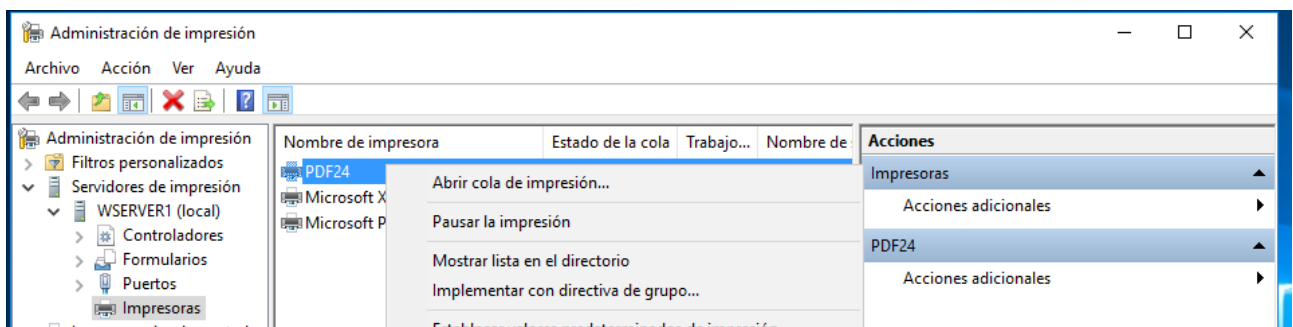 Administración de impresión
Archivo Acción Ver Ayuda
Administración de impresión
Filtros personalizados
Servidores de impresión
WSERVER1 (local)
Controladores
Formularios
Puertos
Impresoras
Nombre de impresora Estado de la cola Trabajo... Nombre de
PDF24
Microsoft X
Microsoft P
Abrir cola de impresión...
Pausar la impresión
Mostrar lista en el directorio
Implementar con directiva de grupo...
Acciones
Impresoras
Acciones adicionales
PDF24
Acciones adicionales